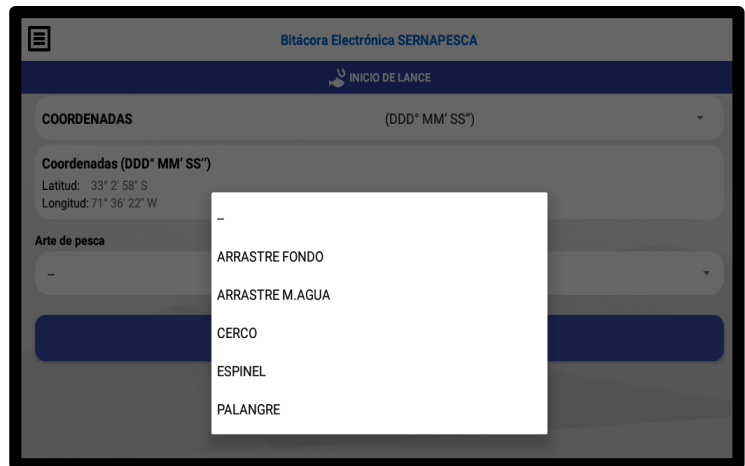 Bitácora Electrónica SERNAPESCA
INICIO DE LANCE
COORDENADAS (DDD° MM' SS")
Coordenadas (DDD° MM' SS")
Latitud: 33° 2' 58" S
Longitud: 71° 36' 22" W
Arte de pesca
--
--
ARRASTRE FONDO
ARRASTRE M.AGUA
CERCO
ESPINEL
PALANGRE